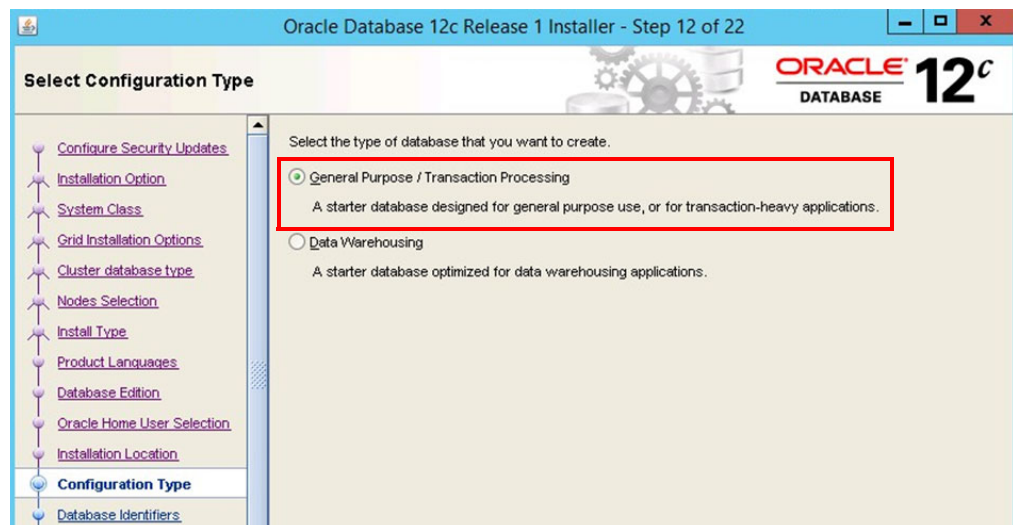 Oracle Database 12c Release 1 Installer - Step 12 of 22
Select Configuration Type
ORACLE
DATABASE
12c
Configure Security Updates
Installation Option
System Class
Grid Installation Options
Cluster database type
Nodes Selection
Install Type
Product Languages
Database Edition
Oracle Home User Selection
Installation Location
Configuration Type
Database Identifiers
Select the type of database that you want to create.
General Purpose / Transaction Processing
A starter database designed for general purpose use, or for transaction-heavy applications.
Data Warehousing
A starter database optimized for data warehousing applications.